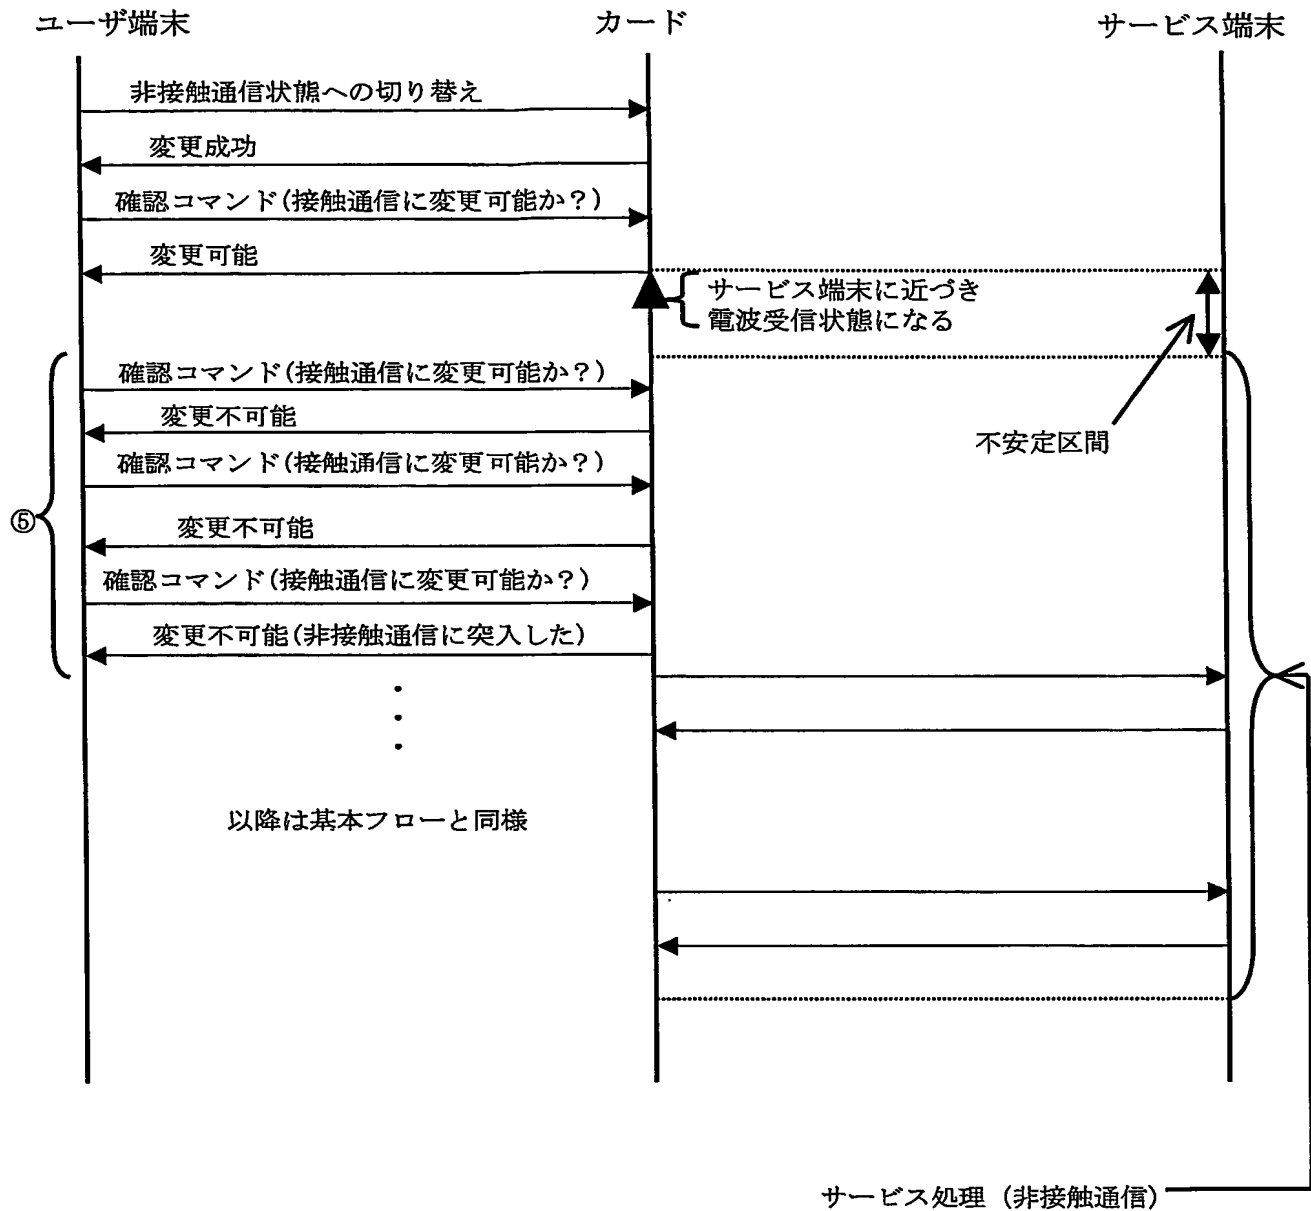 ユーザ端末
カード
サービス端末
非接触通信状態への切り替え
変更成功
確認コマンド(接触通信に変更可能か？)
変更可能
サービス端末に近づき
電波受信状態になる
確認コマンド(接触通信に変更可能か？)
変更不可能
不安定区間
確認コマンド(接触通信に変更可能か？)
⑤
変更不可能
確認コマンド(接触通信に変更可能か？)
変更不可能(非接触通信に突入した)
以降は基本フローと同様
サービス処理（非接触通信）